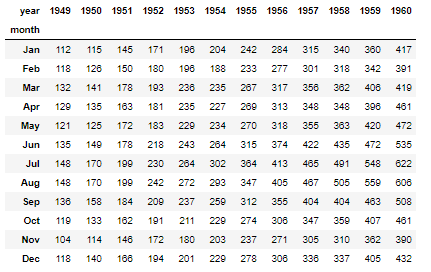 year 1949 1950 1951 1952 1953 1954 1955 1956 1957 1958 1959 1960
month
Jan 112 115 145 171 196 204 242 284 315 340 360 417
Feb 118 126 150 180 196 188 233 277 301 318 342 391
Mar 132 141 178 193 236 235 267 317 356 362 406 419
Apr 129 135 163 181 235 227 269 313 348 348 396 461
May 121 125 172 183 229 234 270 318 355 363 420 472
Jun 135 149 178 218 243 264 315 374 422 435 472 535
Jul 148 170 199 230 264 302 364 413 465 491 548 622
Aug 148 170 199 242 272 293 347 405 467 505 559 606
Sep 136 158 184 209 237 259 312 355 404 404 463 508
Oct 119 133 162 191 211 229 274 306 347 359 407 461
Nov 104 114 146 172 180 203 237 271 305 310 362 390
Dec 118 140 166 194 201 229 278 306 336 337 405 432